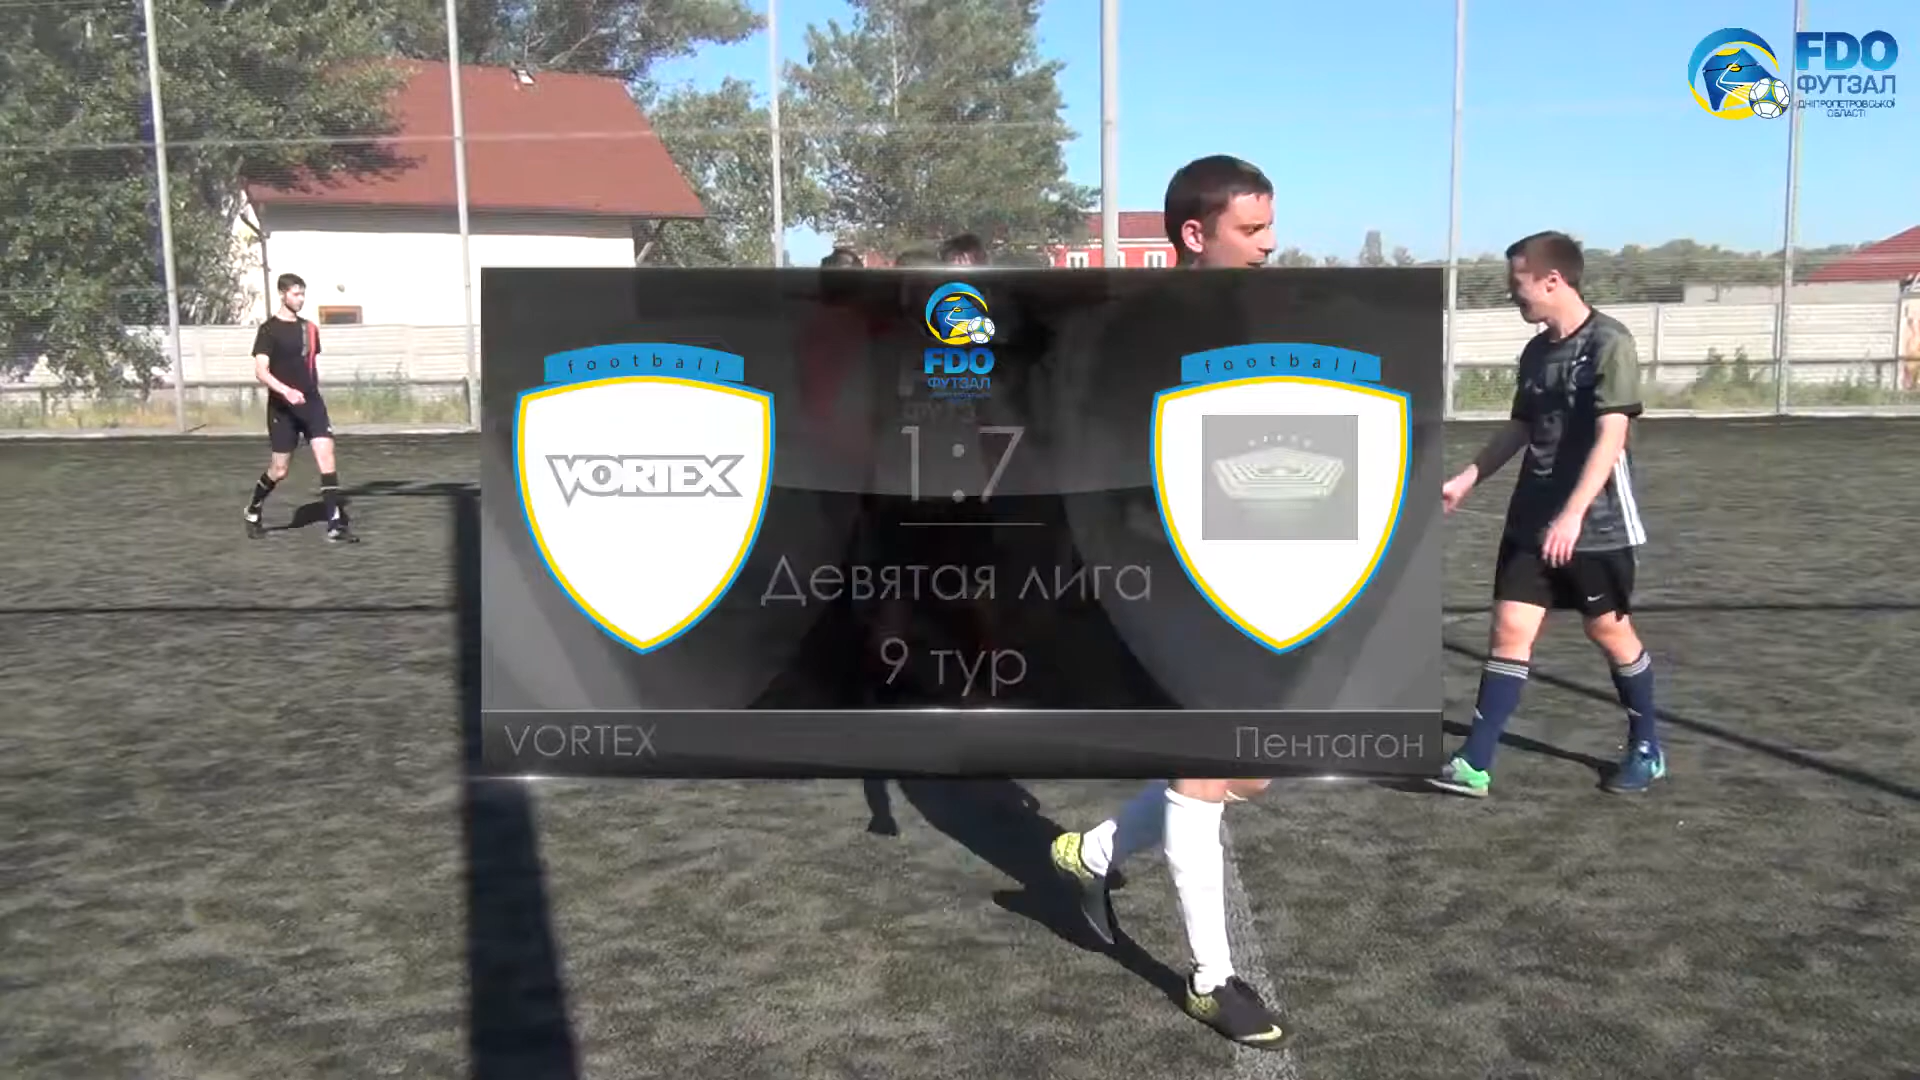 FDO
ФУТЗАЛ
ДНІПРОПЕТРОВСЬКОЇ
ОБЛАСТІ
FDO
ФУТЗАЛ
football
football
VORTEX
1:7
Девятая лига
9 тур
VORTEX
Пентагон